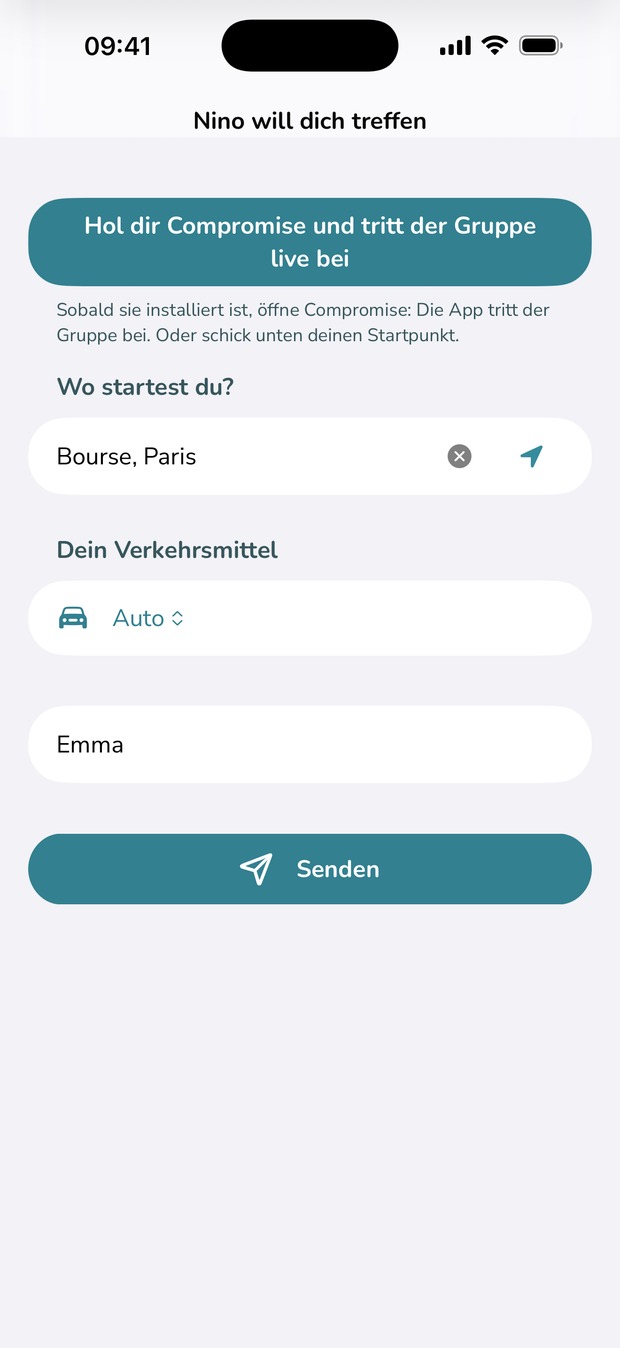 09:41
Nino will dich treffen
Hol dir Compromise und tritt der Gruppe
live bei
Sobald sie installiert ist, öffne Compromise: Die App tritt der
Gruppe bei. Oder schick unten deinen Startpunkt.
Wo startest du?
Bourse, Paris
Dein Verkehrsmittel
Auto
Emma
Senden